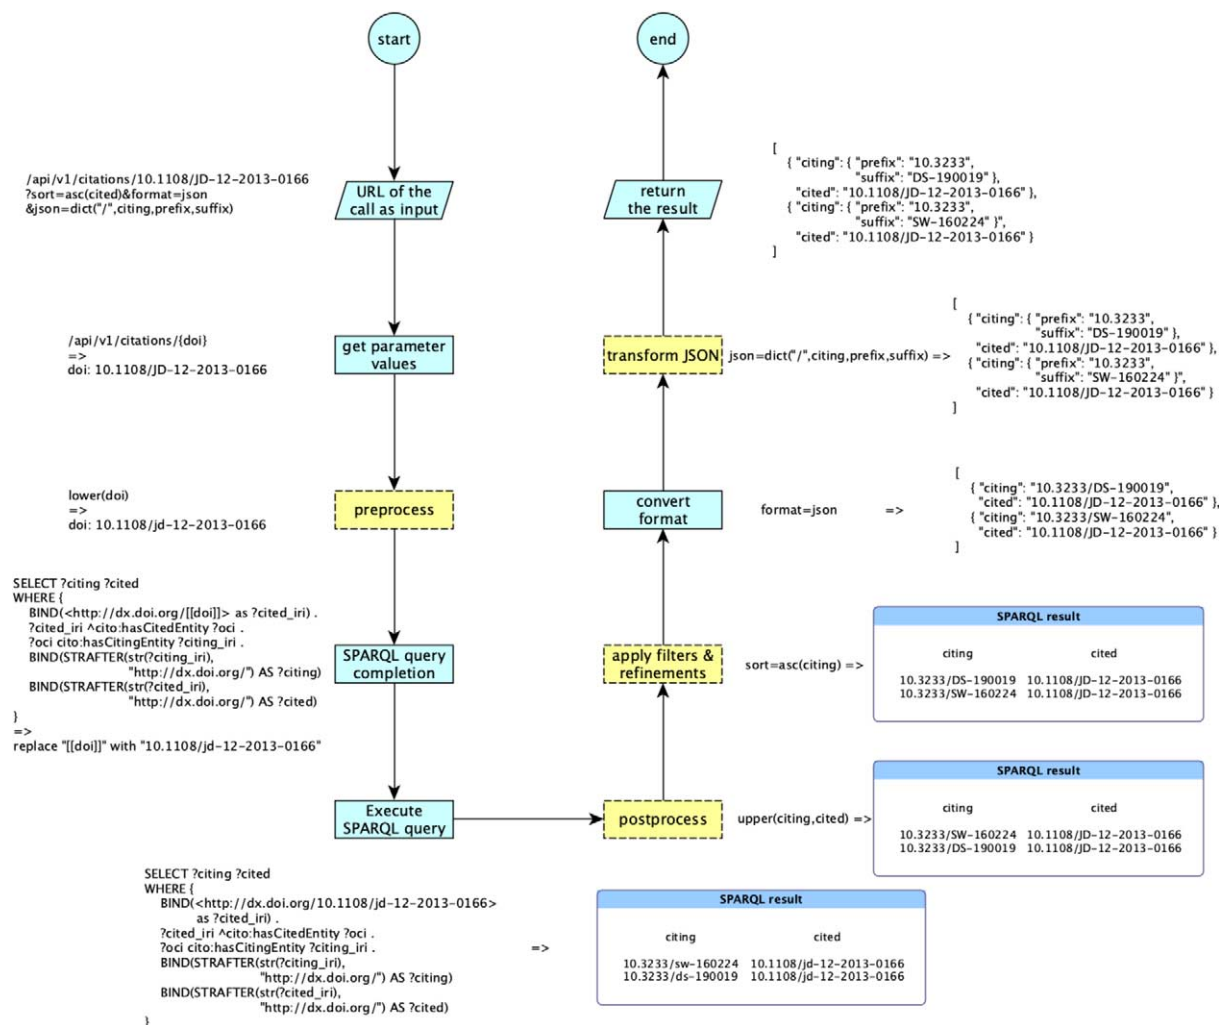 start
end
/api/v1/citations/10.1108/JD-12-2013-0166
?sort=asc(cited)&format=json
&json=dict("/",citing,prefix,suffix)
URL of the
call as input
return
the result
[
{ "citing": { "prefix": "10.3233",
"suffix": "DS-190019" },
"cited": "10.1108/JD-12-2013-0166" },
{ "citing": { "prefix": "10.3233",
"suffix": "SW-160224" }",
"cited": "10.1108/JD-12-2013-0166" }
]
/api/v1/citations/{doi}
=>
doi: 10.1108/JD-12-2013-0166
get parameter
values
transform JSON
json=dict("/",citing,prefix,suffix) =>
[
{ "citing": { "prefix": "10.3233",
"suffix": "DS-190019" },
"cited": "10.1108/JD-12-2013-0166" },
{ "citing": { "prefix": "10.3233",
"suffix": "SW-160224" }",
"cited": "10.1108/JD-12-2013-0166" }
]
lower(doi)
=>
doi: 10.1108/jd-12-2013-0166
preprocess
convert
format
format=json =>
[
{ "citing": "10.3233/DS-190019",
"cited": "10.1108/JD-12-2013-0166" },
{ "citing": "10.3233/SW-160224",
"cited": "10.1108/JD-12-2013-0166" }
]
SELECT ?citing ?cited
WHERE {
BIND(<http://dx.doi.org/[[doi]]> as ?cited_iri) .
?cited_iri ^cito:hasCitedEntity ?oci .
?oci cito:hasCitingEntity ?citing_iri .
BIND(STRAFTER(str(?citing_iri),
"http://dx.doi.org/") AS ?citing)
BIND(STRAFTER(str(?cited_iri),
"http://dx.doi.org/") AS ?cited)
}
=>
replace "[[doi]]" with "10.1108/jd-12-2013-0166"
SPARQL query
completion
apply filters &
refinements
sort=asc(citing) =>
SPARQL result
citing cited
10.3233/DS-190019 10.1108/JD-12-2013-0166
10.3233/SW-160224 10.1108/JD-12-2013-0166
Execute
SPARQL query
postprocess
upper(citing,cited) =>
SPARQL result
citing cited
10.3233/SW-160224 10.1108/JD-12-2013-0166
10.3233/DS-190019 10.1108/JD-12-2013-0166
SELECT ?citing ?cited
WHERE {
BIND(<http://dx.doi.org/10.1108/jd-12-2013-0166>
as ?cited_iri) .
?cited_iri ^cito:hasCitedEntity ?oci .
?oci cito:hasCitingEntity ?citing_iri .
BIND(STRAFTER(str(?citing_iri),
"http://dx.doi.org/") AS ?citing)
BIND(STRAFTER(str(?cited_iri),
"http://dx.doi.org/") AS ?cited)
}
=>
SPARQL result
citing cited
10.3233/sw-160224 10.1108/jd-12-2013-0166
10.3233/ds-190019 10.1108/jd-12-2013-0166